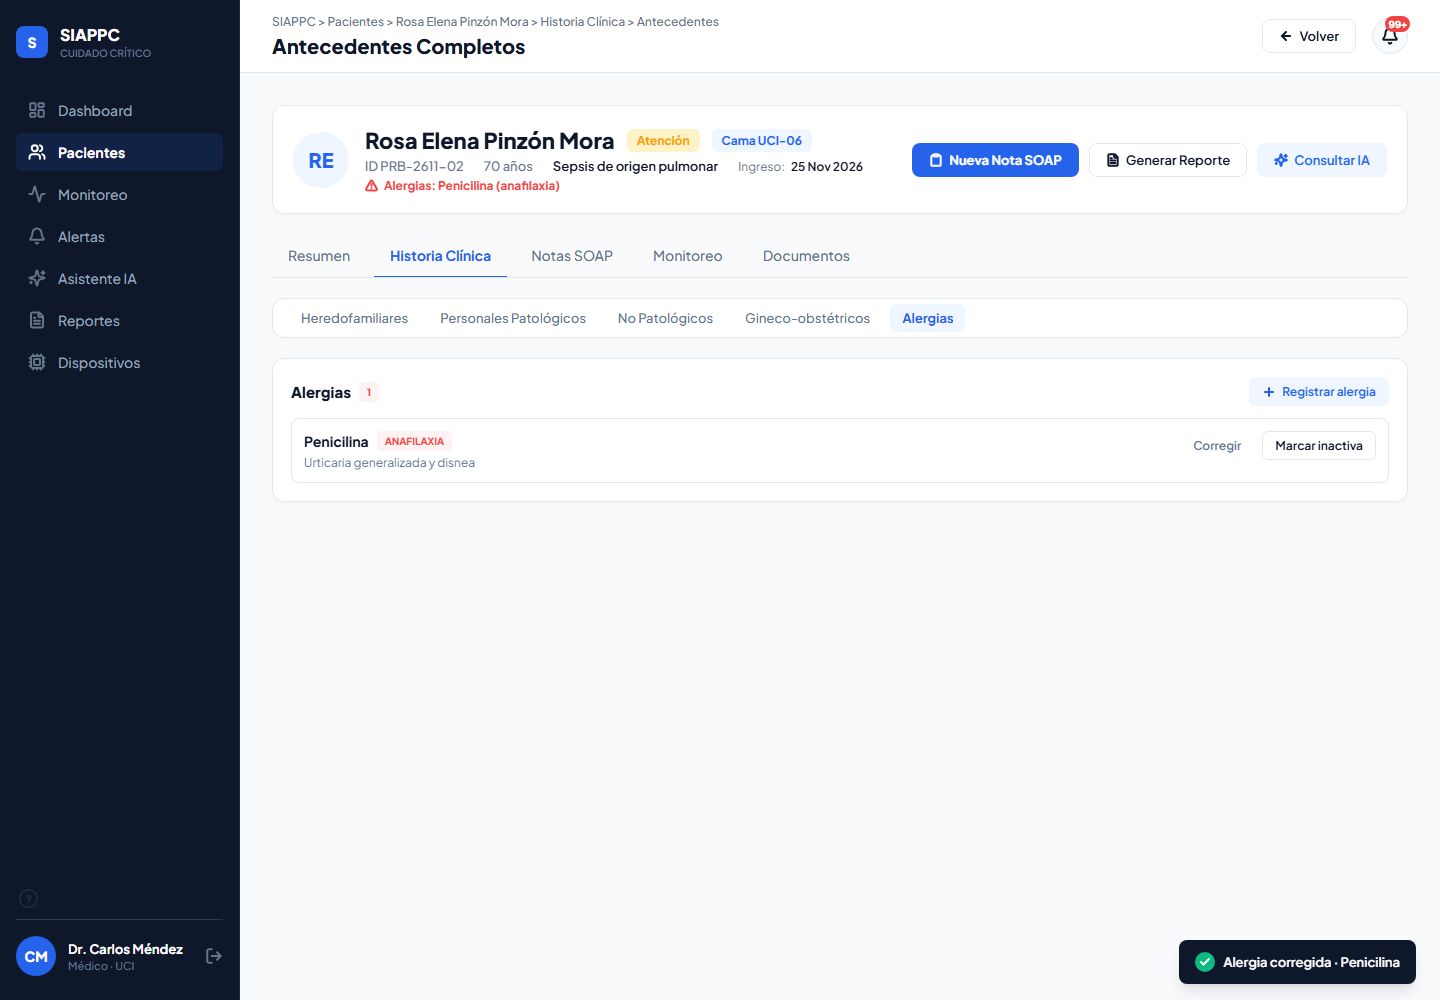 S
SIAPPC
CUIDADO CRÍTICO
Dashboard
Pacientes
Monitoreo
Alertas
Asistente IA
Reportes
Dispositivos
?
CM
Dr. Carlos Méndez
Médico · UCI
SIAPPC > Pacientes > Rosa Elena Pinzón Mora > Historia Clínica > Antecedentes
Antecedentes Completos
Volver
99+
RE
Rosa Elena Pinzón Mora Atención Cama UCI-06
ID PRB-2611-02 70 años Sepsis de origen pulmonar Ingreso: 25 Nov 2026
Alergias: Penicilina (anafilaxia)
Nueva Nota SOAP Generar Reporte Consultar IA
Resumen Historia Clínica Notas SOAP Monitoreo Documentos
Heredofamiliares Personales Patológicos No Patológicos Gineco-obstétricos Alergias
Alergias 1 Registrar alergia
Penicilina ANAFILAXIA
Urticaria generalizada y disnea
Corregir Marcar inactiva
Alergia corregida · Penicilina